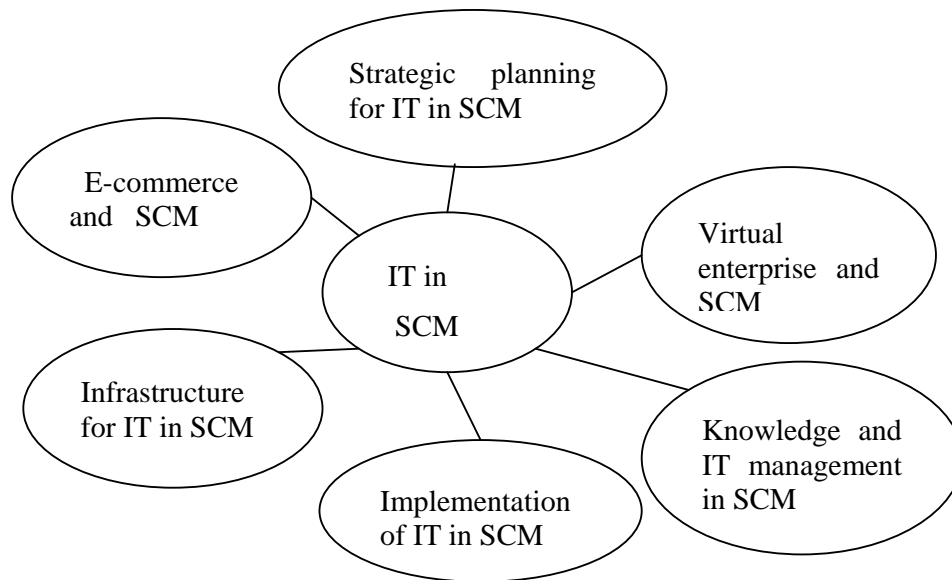 Strategic planning
for IT in SCM
E-commerce
and SCM
Virtual
enterprise and
SCM
IT in
SCM
Infrastructure
for IT in SCM
Knowledge and
IT management
in SCM
Implementation
of IT in SCM